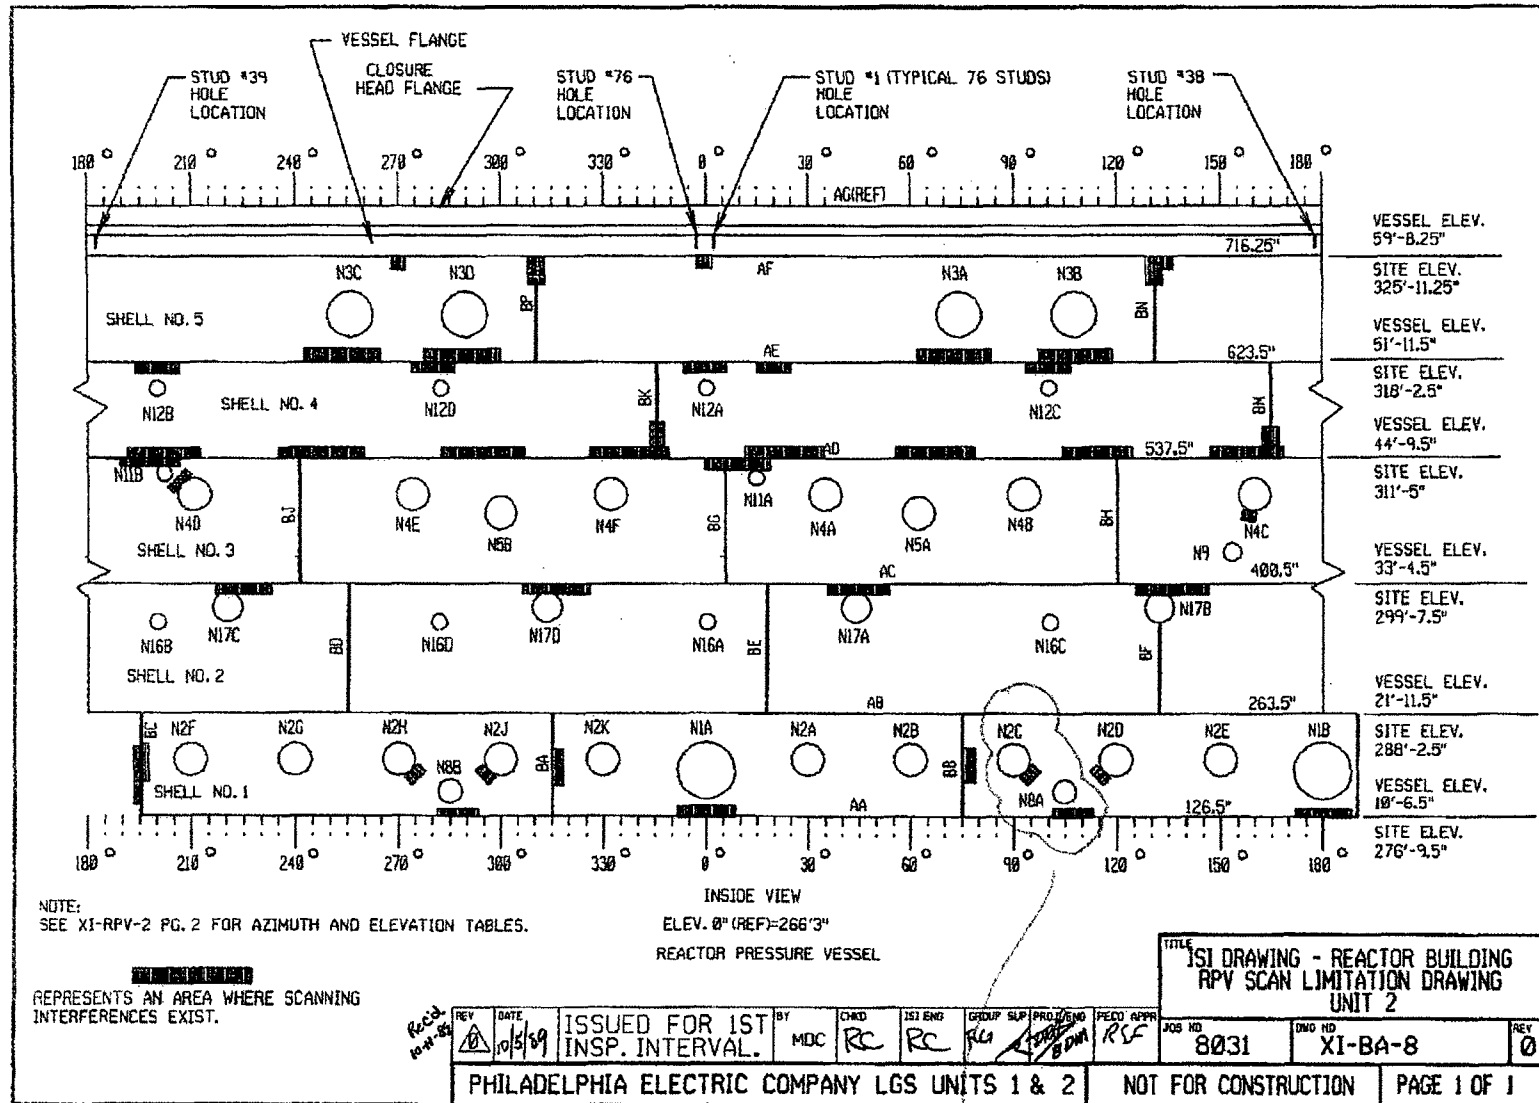 VESSEL FLANGE
CLOSURE
HEAD FLANGE
STUD #39
HOLE
LOCATION
STUD #76
HOLE
LOCATION
STUD #1 (TYPICAL 76 STUDS)
HOLE
LOCATION
STUD #38
HOLE
LOCATION
180° 210° 240° 270° 300° 330° 0° 30° 60° 90° 120° 150° 180°
AG(REF)
VESSEL ELEV.
59'-8.25"
716.25"
SITE ELEV.
325'-11.25"
N3C N3D AF N3A N3B
BP BN
SHELL NO. 5
VESSEL ELEV.
51'-11.5"
AE 623.5"
SITE ELEV.
318'-2.5"
N12B SHELL NO. 4 N12D BK N12A N12C BM
VESSEL ELEV.
44'-9.5"
AD 537.5"
SITE ELEV.
311'-5"
N11B N4D BJ N4E N5B N4F BG N11A N4A N5A N4B BH N4C
SHELL NO. 3
N9
VESSEL ELEV.
33'-4.5"
AC 400.5"
SITE ELEV.
299'-7.5"
N16B N17C BD N16D N17D N16A BE N17A N16C BF N17B
SHELL NO. 2
VESSEL ELEV.
21'-11.5"
AB 263.5"
SITE ELEV.
288'-2.5"
BC N2F N2G N2H N2J N2K N1A N2A N2B N2C N2D N2E N1B
N8B BA BB N8A
SHELL NO. 1
VESSEL ELEV.
10'-6.5"
AA 126.5"
SITE ELEV.
276'-9.5"
180° 210° 240° 270° 300° 330° 0° 30° 60° 90° 120° 150° 180°
INSIDE VIEW
ELEV. 0" (REF)=266'3"
REACTOR PRESSURE VESSEL
NOTE:
SEE XI-RPV-2 PG. 2 FOR AZIMUTH AND ELEVATION TABLES.
REPRESENTS AN AREA WHERE SCANNING
INTERFERENCES EXIST.
TITLE
ISI DRAWING - REACTOR BUILDING
RPV SCAN LIMITATION DRAWING
UNIT 2
Rec'd
REV DATE BY CHKD ISI ENG GROUP SUP PROJ ENG PECO APPR
0 10/5/89 ISSUED FOR 1ST
INSP. INTERVAL.
MDC RC RC RSF
JOB NO DWG NO REV
8031 XI-BA-8 0
PHILADELPHIA ELECTRIC COMPANY LGS UNITS 1 & 2 NOT FOR CONSTRUCTION PAGE 1 OF 1